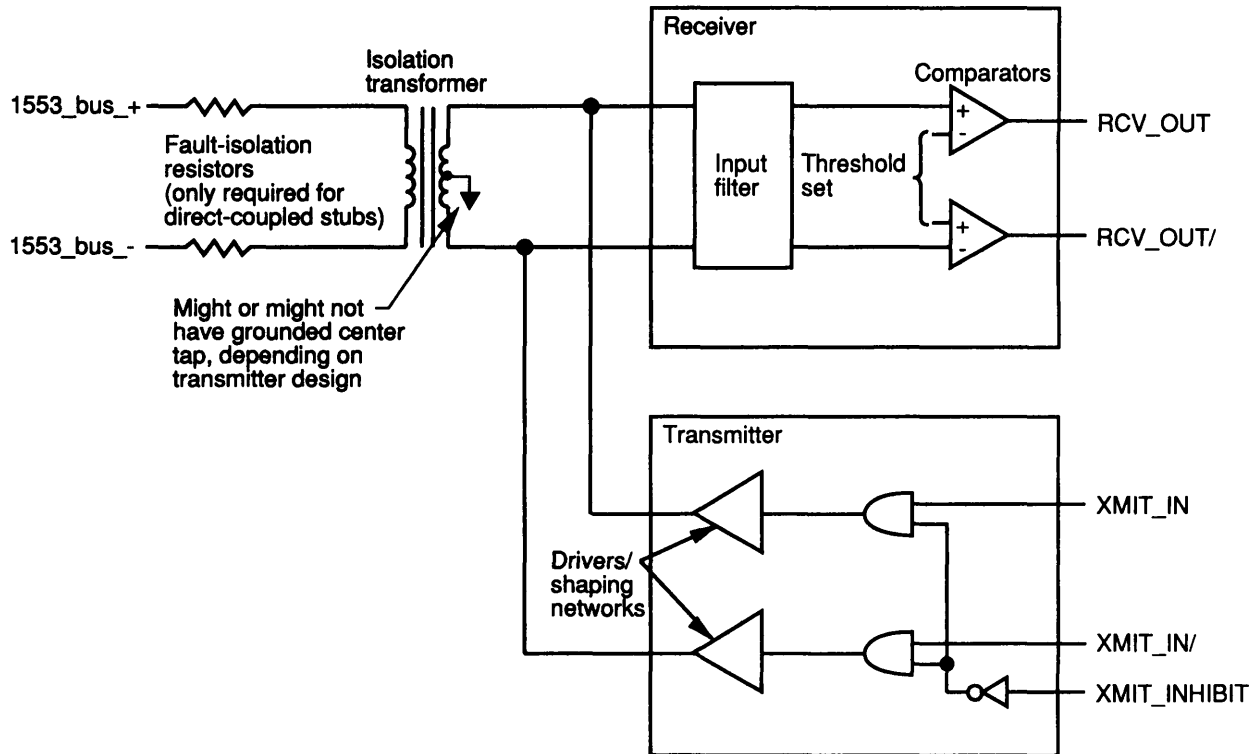 Receiver
Isolation
transformer
Comparators
1553_bus_+
+
-
RCV_OUT
Fault-isolation
resistors
(only required for
direct-coupled stubs)
Input
filter
Threshold
set
1553_bus_-
+
-
RCV_OUT/
Might or might not
have grounded center
tap, depending on
transmitter design
Transmitter
XMIT_IN
Drivers/
shaping
networks
XMIT_IN/
XMIT_INHIBIT